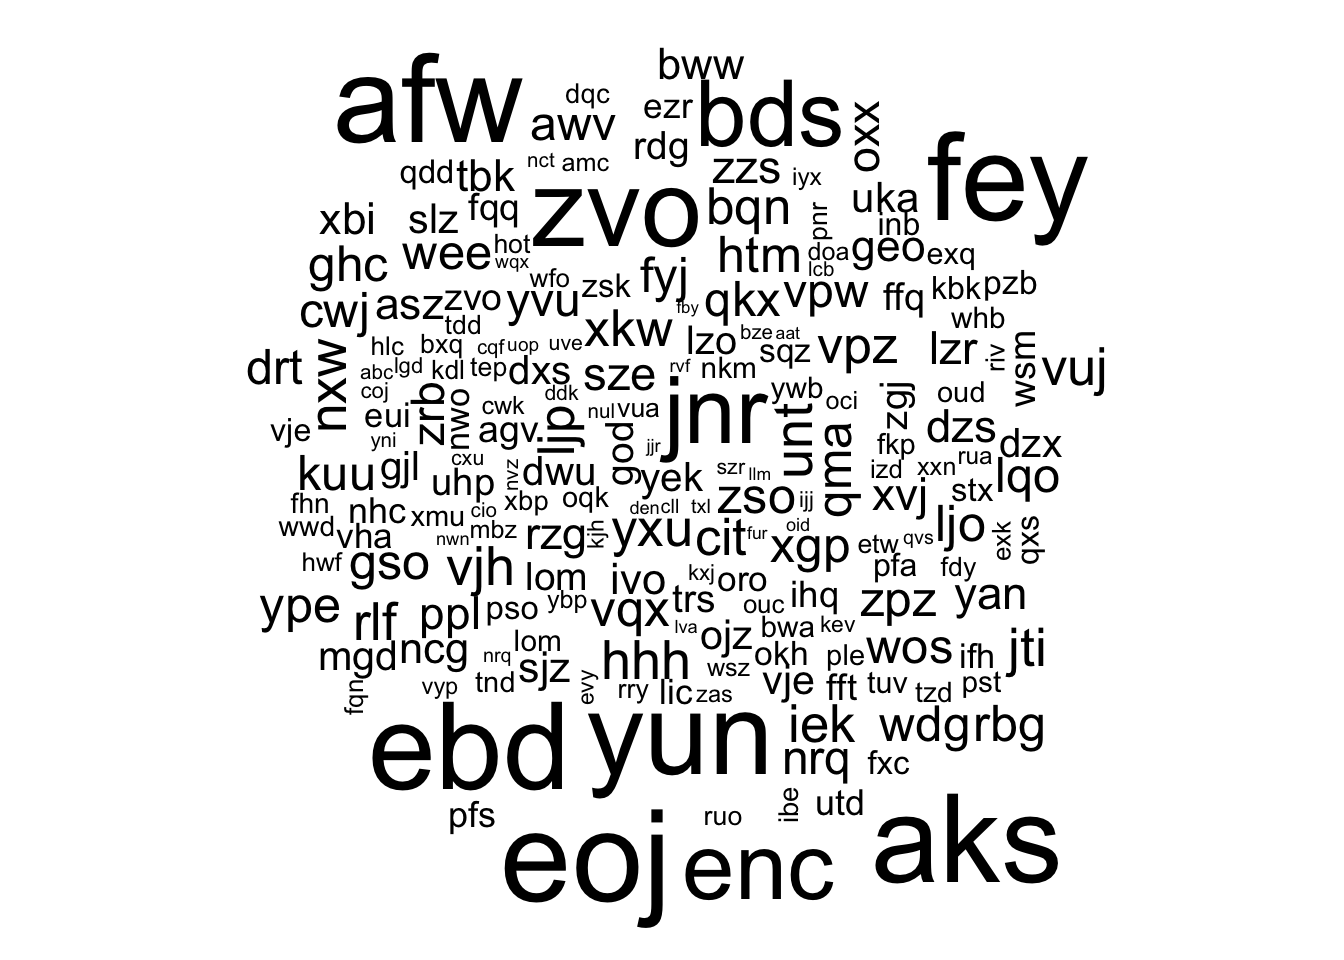 bww
afw
dqc
ezr
bds
awv
oxx
rdg
fey
nct
amc
zzs
iyx
qdd
tbk
zvo
uka
xbi
slz
fqq
bqn
pnr
inb
hot
wee
wqx
htm
doa
geo
exq
ghc
lcb
wfo
zsk
fyj
kbk
pzb
cwj
asz
zvo
yvu
fby
qkx
vpw
ffq
tdd
xkw
whb
hlc
bxq
cqf
uop
uve
lzo
bze
aat
sqz
vpz
lzr
riv
wsm
drt
nxw
abc
lgd
kdl
tep
dxs
sze
rvf
nkm
vuj
coj
zrb
nwo
ddk
jnr
ywb
oci
zgj
oud
vje
eui
cwk
nul
vua
unt
qma
yni
agv
ljp
god
jjr
fkp
dzs
dzx
kuu
gjl
cxu
nvz
dwu
yek
szr
llm
izd
xxn
rua
lqo
uhp
fhn
nhc
xmu
cio
xbp
oqk
den
cll
txl
zso
ijj
xvj
stx
wwd
vha
nwn
mbz
rzg
kjh
yxu
cit
fur
oid
xgp
etw
qvs
ljo
exk
qxs
hwf
gso
vjh
lom
ivo
kxj
oro
ihq
pfa
fdy
ype
rlf
ppl
pso
ybp
vqx
trs
ouc
zpz
yan
lva
ojz
bwa
kev
mgd
ncg
nrq
lom
sjz
hhh
wsz
okh
ple
wos
ifh
jti
fqn
vyp
tnd
evy
rry
lic
zas
vje
fft
tuv
tzd
pst
ebd
yun
iek
wdg
rbg
nrq
fxc
pfs
ruo
ibe
utd
eoj
enc
aks